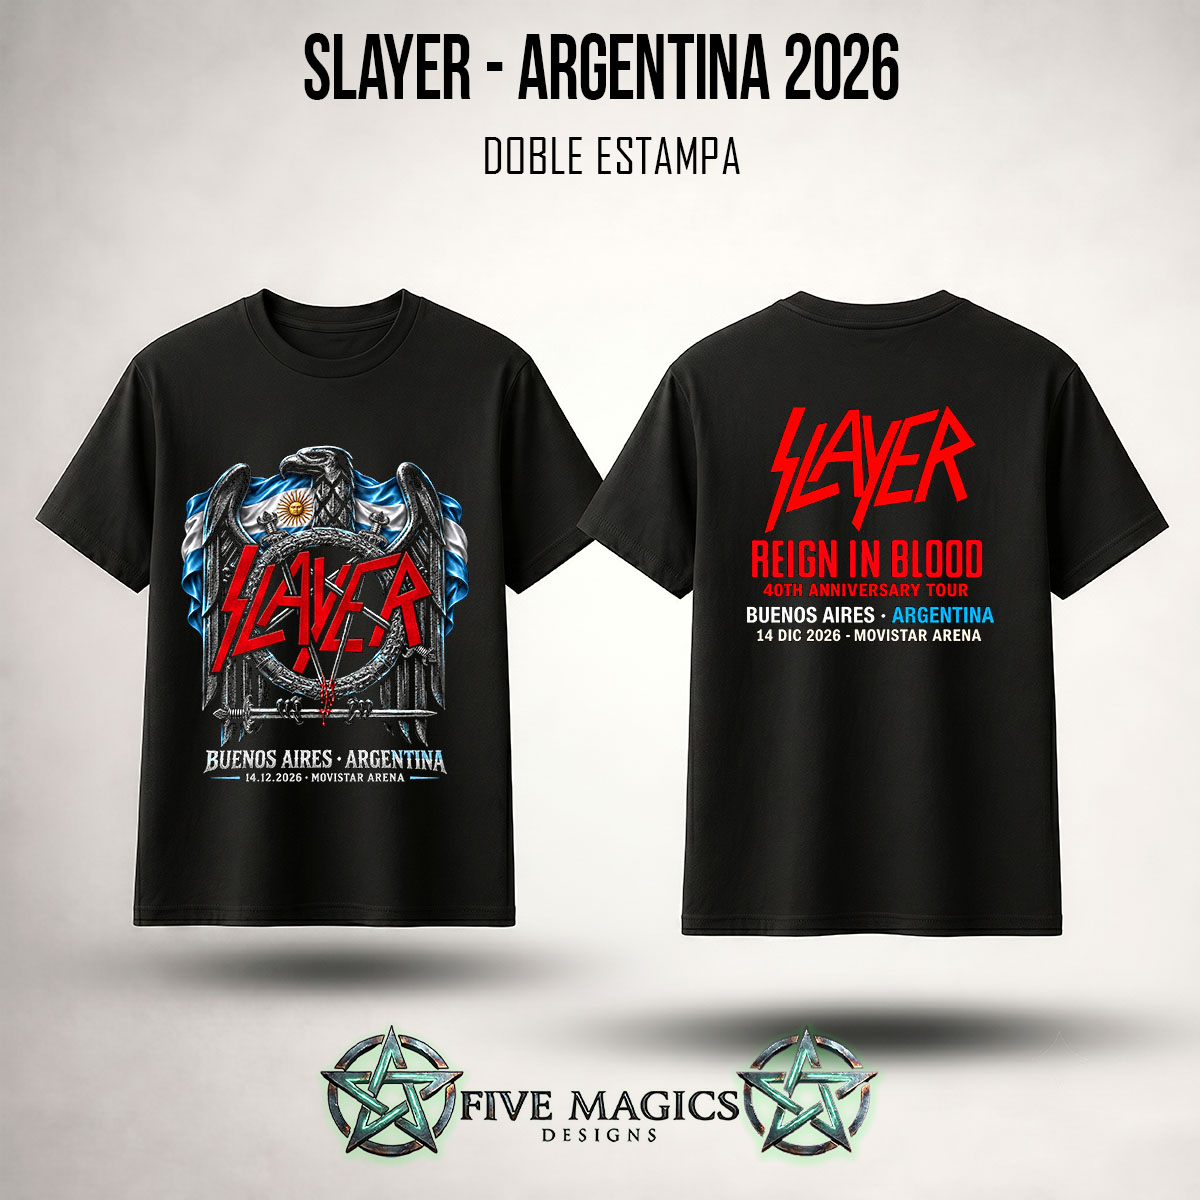 SLAYER - ARGENTINA 2026
DOBLE ESTAMPA
SLAYER
BUENOS AIRES · ARGENTINA
14.12.2026 · MOVISTAR ARENA
SLAYER
REIGN IN BLOOD
40TH ANNIVERSARY TOUR
BUENOS AIRES · ARGENTINA
14 DIC 2026 - MOVISTAR ARENA
FIVE MAGICS
DESIGNS